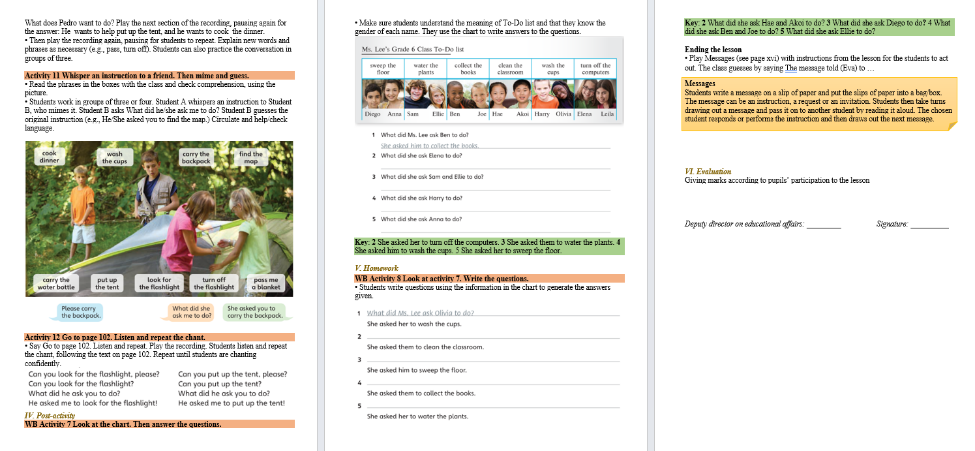 What does Pedro want to do? Play the next section of the recording, pausing again for
the answer: He wants to help put up the tent, and he wants to cook the dinner.
• Then play the recording again, pausing for students to repeat. Explain new words and
phrases as necessary (e.g., pass, turn off). Students can also practice the conversation in
groups of three.
Activity 11 Whisper an instruction to a friend. Then mime and guess.
• Read the phrases in the boxes with the class and check comprehension, using the
picture.
• Students work in groups of three or four. Student A whispers an instruction to Student
B, who mimes it. Student B asks What did he/she ask me to do? Student B guesses the
original instruction (e.g., He/She asked you to find the map.) Circulate and help/check
language.
cook dinner
wash the cups
carry the backpack
find the map
carry the water bottle
put up the tent
look for the flashlight
turn off the flashlight
pass me a blanket
Please carry the backpack.
What did she ask me to do?
She asked you to carry the backpack.
Activity 12 Go to page 102. Listen and repeat the chant.
• Say Go to page 102. Listen and repeat. Play the recording. Students listen and repeat
the chant, following the text on page 102. Repeat until students are chanting
confidently.
Can you look for the flashlight, please? Can you put up the tent, please?
Can you look for the flashlight? Can you put up the tent?
What did he ask you to do? What did he ask you to do?
He asked me to look for the flashlight! He asked me to put up the tent!
IV. Post-activity
WB Activity 7 Look at the chart. Then answer the questions.
• Make sure students understand the meaning of To-Do list and that they know the
gender of each name. They use the chart to write answers to the questions.
Ms. Lee's Grade 6 Class To-Do list
sweep the floor
water the plants
collect the books
clean the classroom
wash the cups
turn off the computers
Diego Anna Sam Ellie Ben Joe Hae Akoi Harry Olivia Elena Leila
1 What did Ms. Lee ask Ben to do?
She asked him to collect the books.
2 What did she ask Elena to do?
3 What did she ask Sam and Ellie to do?
4 What did she ask Harry to do?
5 What did she ask Anna to do?
Key: 2 She asked her to turn off the computers. 3 She asked them to water the plants. 4
She asked him to wash the cups. 5 She asked her to sweep the floor.
V. Homework
WB Activity 8 Look at activity 7. Write the questions.
• Students write questions using the information in the chart to generate the answers
given.
1 What did Ms. Lee ask Olivia to do?
She asked her to wash the cups.
2
She asked them to clean the classroom.
3
She asked him to sweep the floor.
4
She asked them to collect the books.
5
She asked her to water the plants.
Key: 2 What did she ask Hae and Akoi to do? 3 What did she ask Diego to do? 4 What
did she ask Ben and Joe to do? 5 What did she ask Ellie to do?
Ending the lesson
• Play Messages (see page xvi) with instructions from the lesson for the students to act
out. The class guesses by saying The message told (Eva) to …
Messages
Students write a message on a slip of paper and put the slips of paper into a bag/box.
The message can be an instruction, a request or an invitation. Students then take turns
drawing out a message and pass it on to another student by reading it aloud. The chosen
student responds or performs the instruction and then draws out the next message.
VI. Evaluation
Giving marks according to pupils' participation to the lesson
Deputy director on educational affairs: ________ Signature: ________